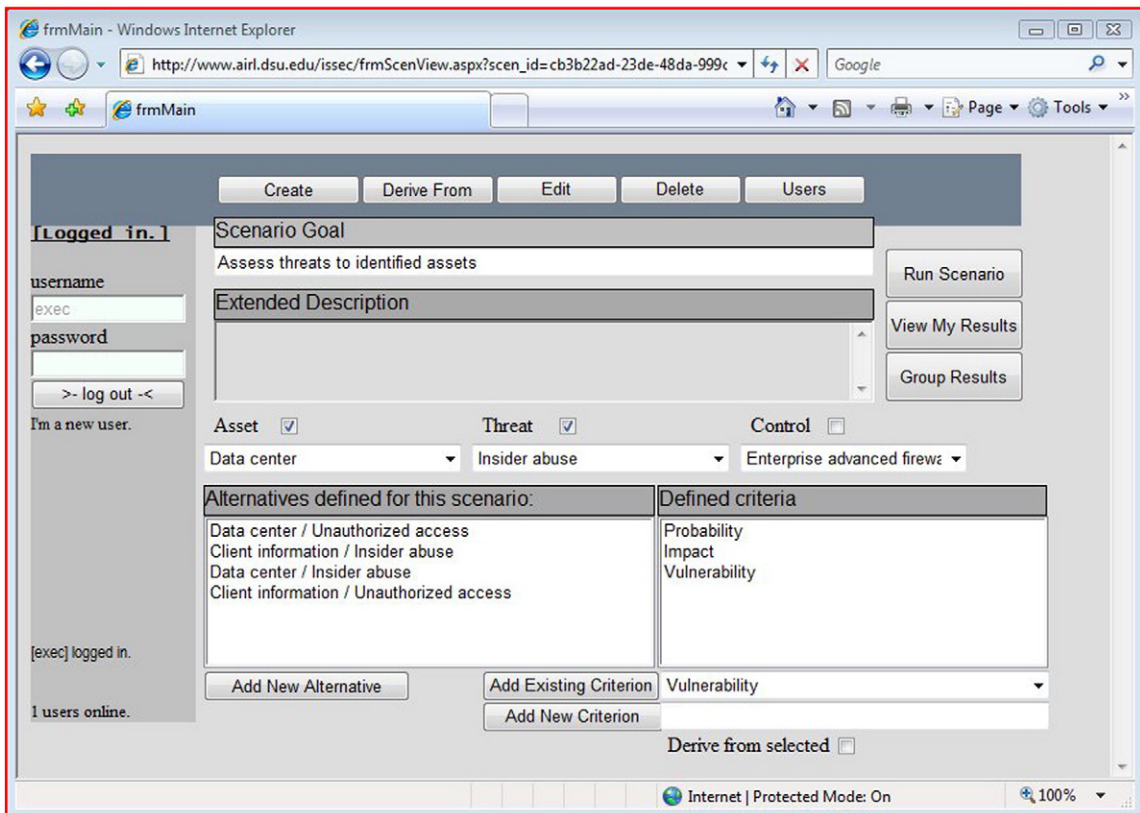 frmMain - Windows Internet Explorer
http://www.airl.dsu.edu/issec/frmScenView.aspx?scen_id=cb3b22ad-23de-48da-999c Google
frmMain Page Tools
Create Derive From Edit Delete Users
[Logged in.]
Scenario Goal
Assess threats to identified assets
Run Scenario
username
exec
Extended Description
View My Results
password
Group Results
>- log out -<
I'm a new user.
Asset Threat Control
Data center Insider abuse Enterprise advanced firewa
Alternatives defined for this scenario: Defined criteria
Data center / Unauthorized access Probability
Client information / Insider abuse Impact
Data center / Insider abuse Vulnerability
Client information / Unauthorized access
[exec] logged in.
Add New Alternative Add Existing Criterion Vulnerability
1 users online.
Add New Criterion
Derive from selected
Internet | Protected Mode: On 100%